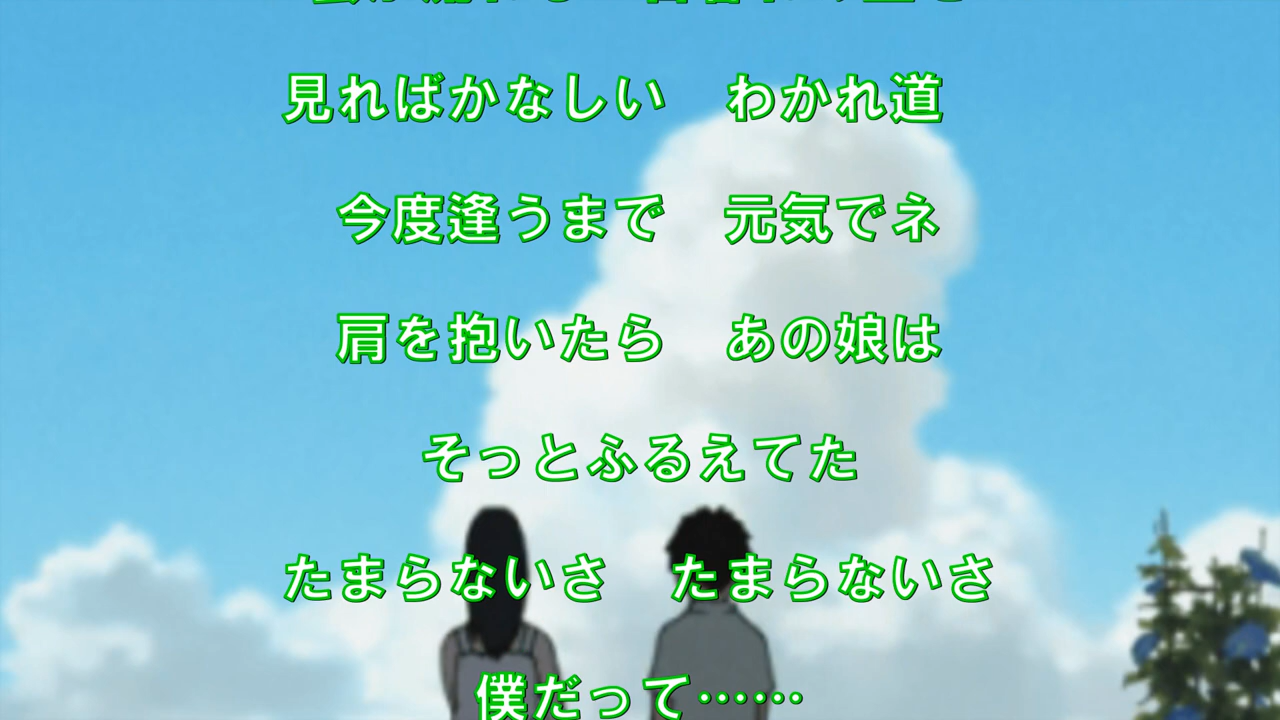 見ればかなしい　わかれ道
今度逢うまで　元気でネ
肩を抱いたら　あの娘は
そっとふるえてた
たまらないさ　たまらないさ
僕だって……